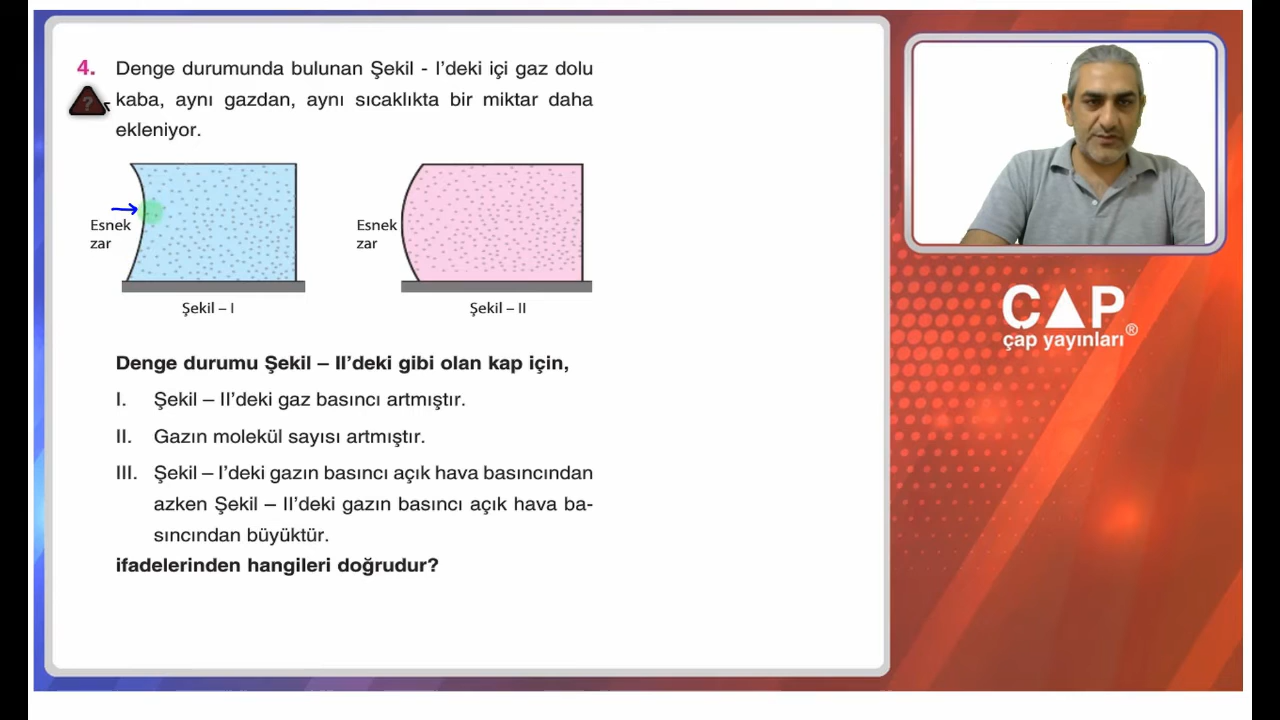 4. Denge durumunda bulunan Şekil - I’deki içi gaz dolu
kaba, aynı gazdan, aynı sıcaklıkta bir miktar daha
ekleniyor.
?
Esnek
zar
Şekil – I
Esnek
zar
Şekil – II
Denge durumu Şekil – II’deki gibi olan kap için,
I. Şekil – II’deki gaz basıncı artmıştır.
II. Gazın molekül sayısı artmıştır.
III. Şekil – I’deki gazın basıncı açık hava basıncından
azken Şekil – II’deki gazın basıncı açık hava ba-
sıncından büyüktür.
ifadelerinden hangileri doğrudur?
ÇAP®
çap yayınları